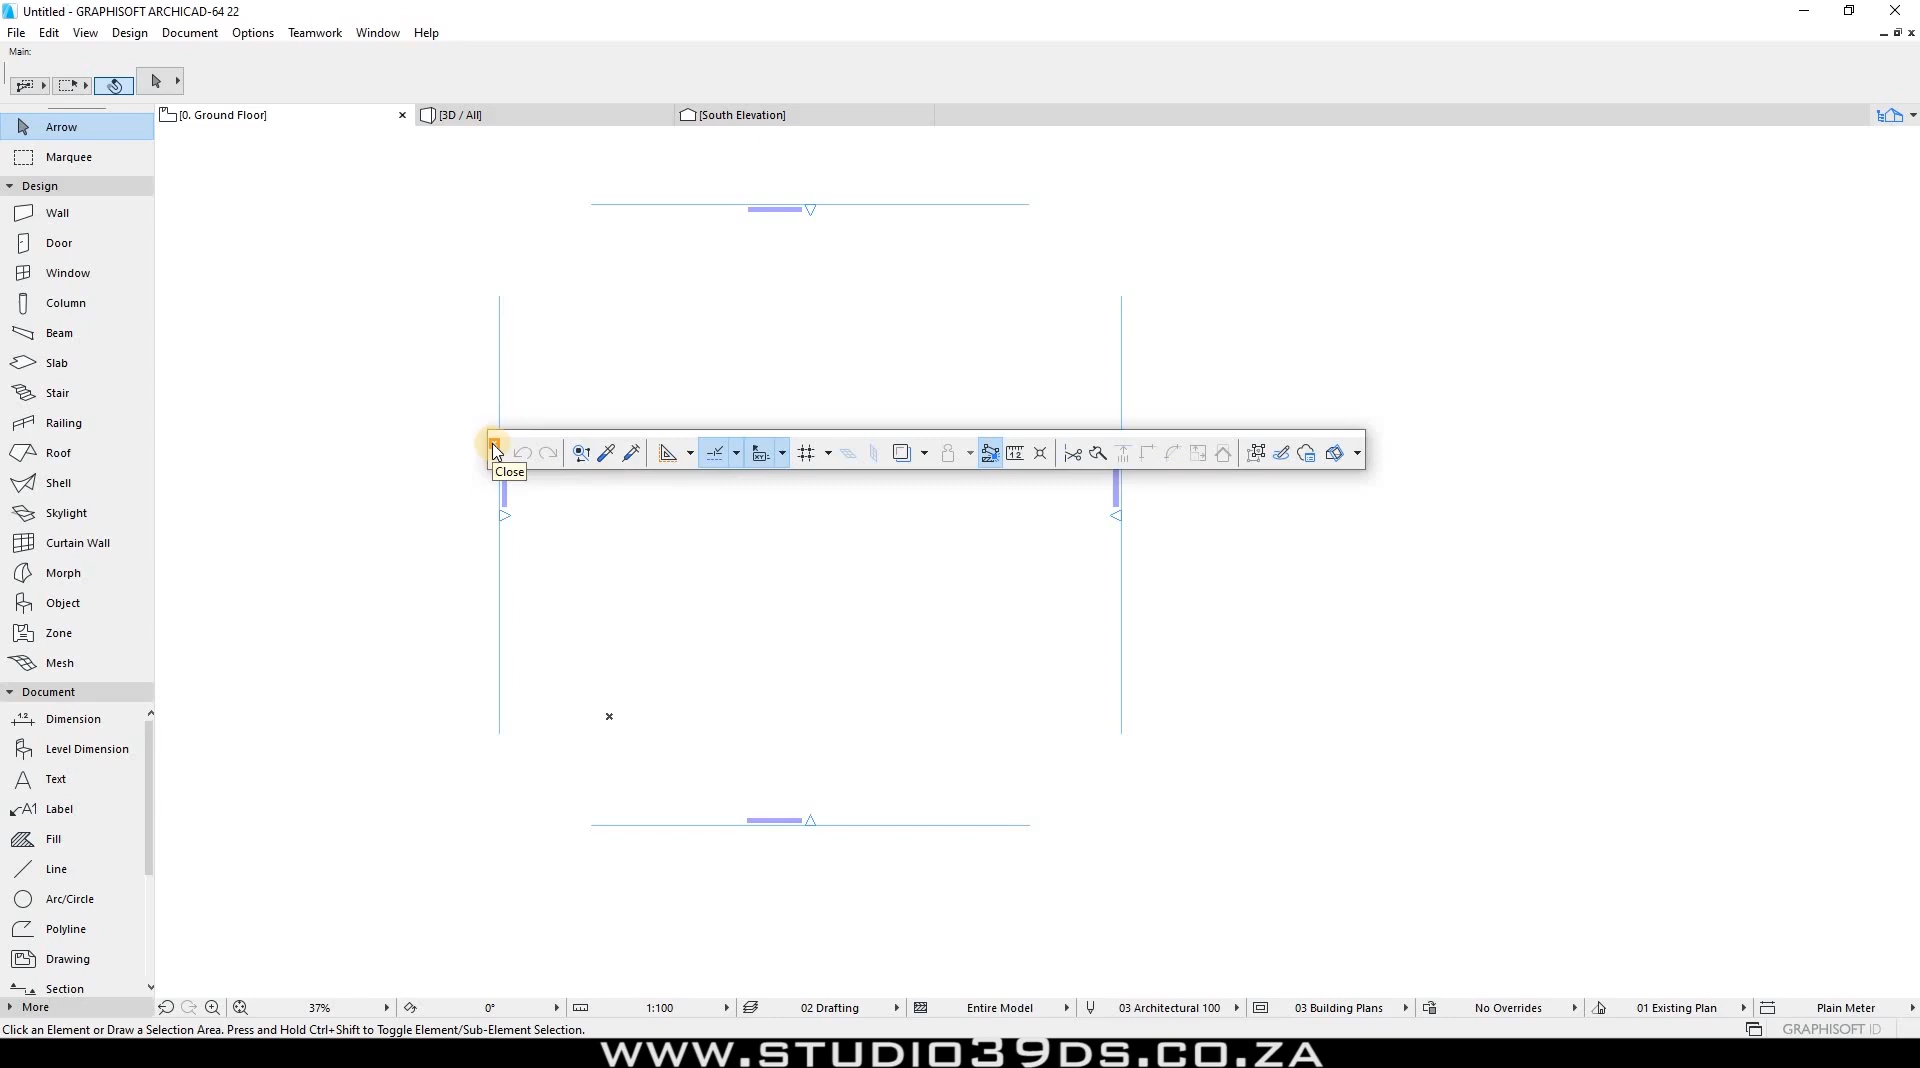 Untitled - GRAPHISOFT ARCHICAD-64 22
File Edit View Design Document Options Teamwork Window Help
Main:
[0. Ground Floor] [3D / All] [South Elevation]
Arrow
Marquee
Design
Wall
Door
Window
Column
Beam
Slab
Stair
Railing
Roof
Shell
Skylight
Curtain Wall
Morph
Object
Zone
Mesh
Close
Document
Dimension
Level Dimension
Text
Label
Fill
Line
Arc/Circle
Polyline
Drawing
Section
More
37% 0° 1:100 02 Drafting Entire Model 03 Architectural 100 03 Building Plans No Overrides 01 Existing Plan Plain Meter
Click an Element or Draw a Selection Area. Press and Hold Ctrl+Shift to Toggle Element/Sub-Element Selection.
GRAPHISOFT ID
WWW.STUDIO39DS.CO.ZA